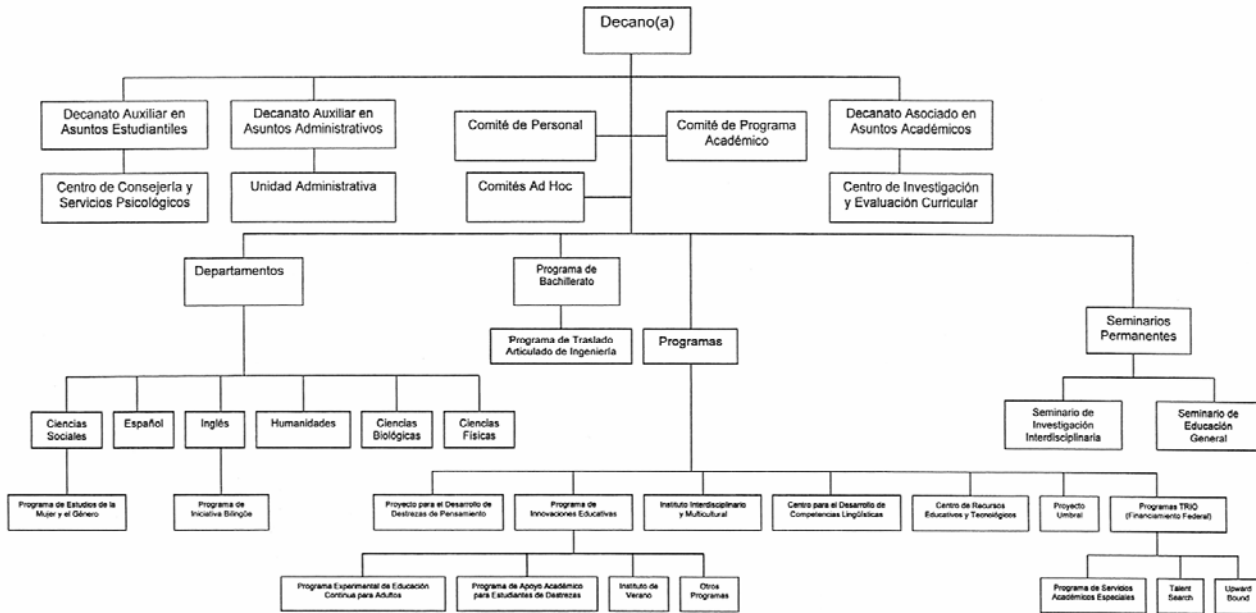 Decano(a)
Decanato Auxiliar en
Asuntos Estudiantiles
Decanato Auxiliar en
Asuntos Administrativos
Comité de Personal
Comité de Programa
Académico
Decanato Asociado en
Asuntos Académicos
Centro de Consejería y
Servicios Psicológicos
Unidad Administrativa
Comités Ad Hoc
Centro de Investigación
y Evaluación Curricular
Departamentos
Programa de
Bachillerato
Programa de Traslado
Articulado de Ingeniería
Programas
Seminarios
Permanentes
Ciencias
Sociales
Español
Inglés
Humanidades
Ciencias
Biológicas
Ciencias
Físicas
Seminario de
Investigación
Interdisciplinaria
Seminario de
Educación
General
Programa de Estudios de la
Mujer y el Género
Programa de
Iniciativa Bilingüe
Proyecto para el Desarrollo de
Destrezas de Pensamiento
Programa de
Innovaciones Educativas
Instituto Interdisciplinario
y Multicultural
Centro para el Desarrollo de
Competencias Lingüísticas
Centro de Recursos
Educativos y Tecnológicos
Proyecto
Umbral
Programas TRIO
(Financiamiento Federal)
Programa Experimental de Educación
Continua para Adultos
Programa de Apoyo Académico
para Estudiantes de Destrezas
Instituto de
Verano
Otros
Programas
Programa de Servicios
Académicos Especiales
Talent
Search
Upward
Bound